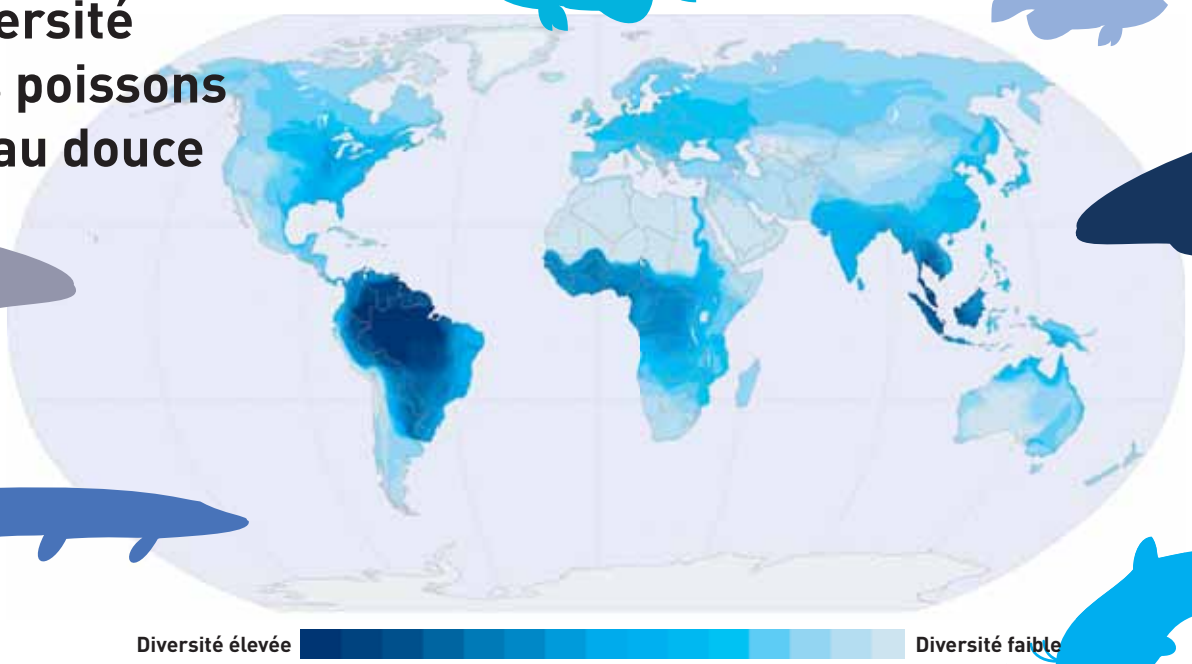 ersité
poissons
au douce
Diversité élevée
Diversité faible